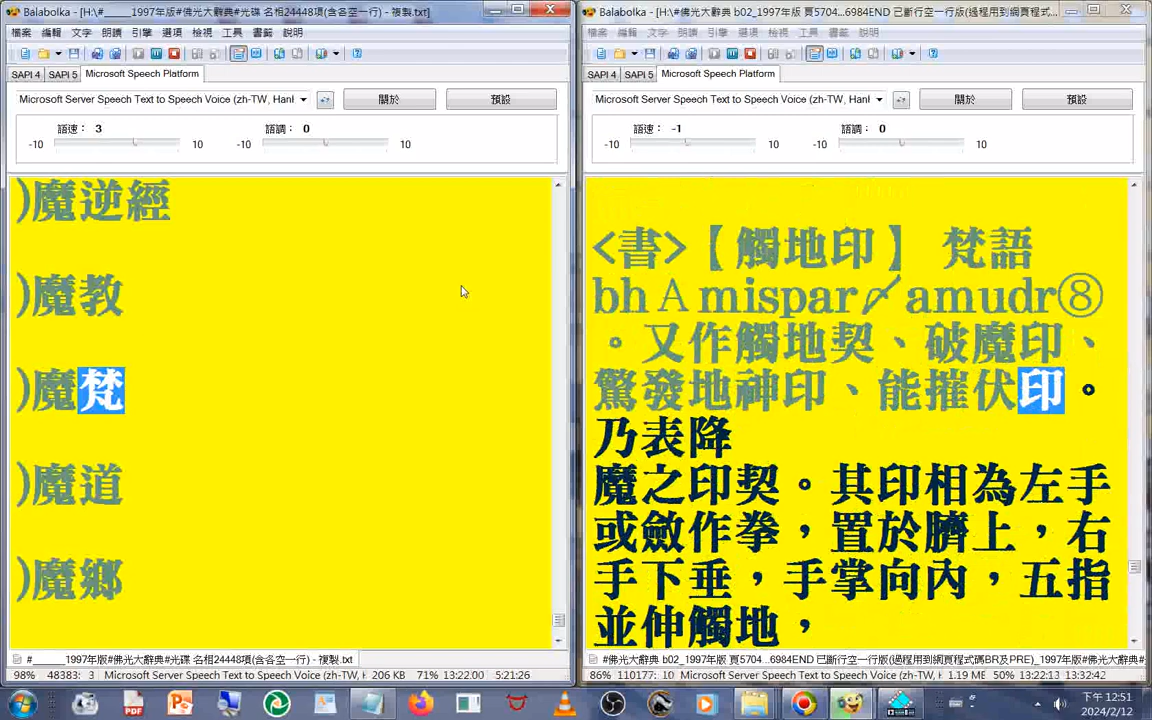 Balabolka - [H:\#_____1997年版#佛光大辭典#光碟 名相24448項(含各空一行) - 複製.txt]
檔案 編輯 文字 朗讀 引擎 選項 檢視 工具 書籤 說明
SAPI 4 SAPI 5 Microsoft Speech Platform
Microsoft Server Speech Text to Speech Voice (zh-TW, Hanl
關於
預設
語速： 3
語調： 0
-10 10 -10 10
)魔逆經
)魔教
)魔梵
)魔道
)魔鄉
#_____1997年版#佛光大辭典#光碟 名相24448項(含各空一行) - 複製.txt
98% 48383: 3 Microsoft Server Speech Text to Speech Voice (zh-TW, H 206 KB 71% 13:22.00 5:21:26
Balabolka - [H:\#佛光大辭典 b02_1997年版 頁5704...6984END 已斷行空一行版(過程用到網頁程式...
檔案 編輯 文字 朗讀 引擎 選項 檢視 工具 書籤 說明
SAPI 4 SAPI 5 Microsoft Speech Platform
Microsoft Server Speech Text to Speech Voice (zh-TW, Hanl
關於
預設
語速： -1
語調： 0
-10 10 -10 10
<書>【觸地印】 梵語
bhＡmispar〆amudr⑧
。又作觸地契、破魔印、
驚發地神印、能摧伏印。
乃表降
魔之印契。其印相為左手
或斂作拳，置於臍上，右
手下垂，手掌向內，五指
並伸觸地，
#佛光大辭典 b02_1997年版 頁5704...6984END 已斷行空一行版(過程用到網頁程式碼BR及PRE)_1997年版#佛光大辭典#
86% 110177: 10 Microsoft Server Speech Text to Speech Voice (zh-TW, H 1.19 ME 50% 13:22:13 13:32:42
下午 12:51
2024/2/12